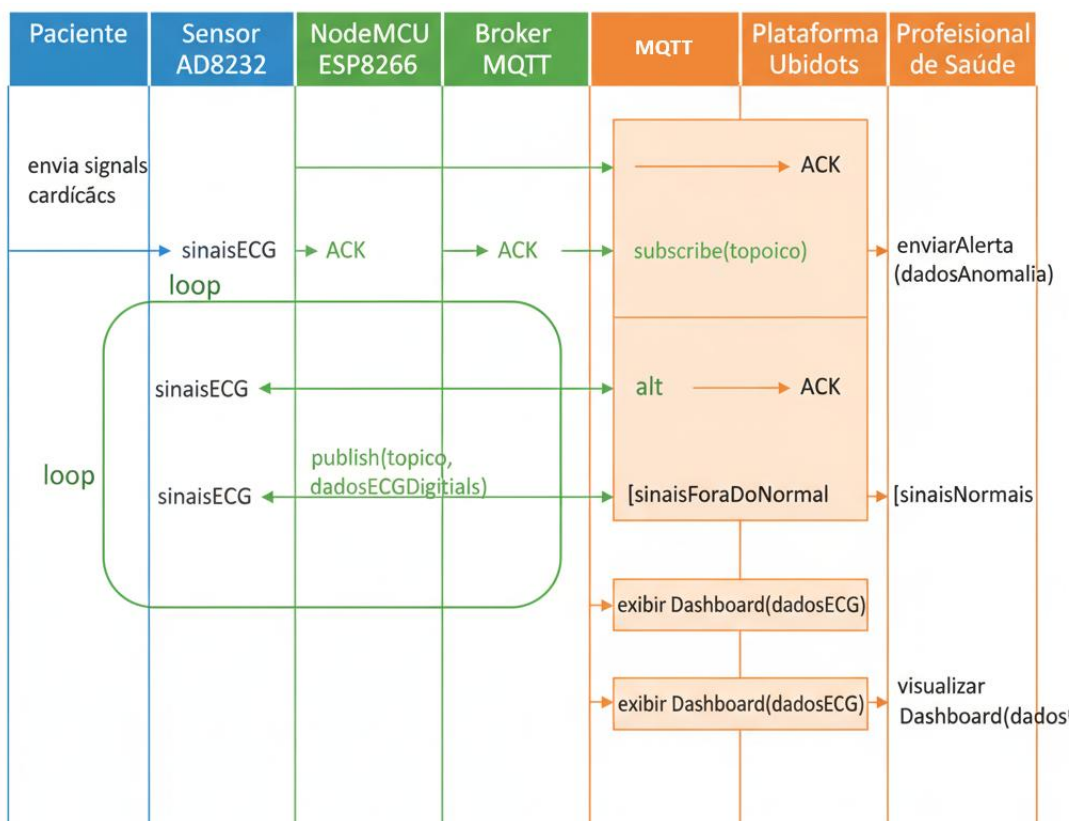 Paciente
Sensor
AD8232
NodeMCU
ESP8266
Broker
MQTT
MQTT
Plataforma
Ubidots
Profeisional
de Saúde
envia signals
cardícács
ACK
sinaisECG
ACK
ACK
subscribe(topoico)
enviarAlerta
(dadosAnomalia)
loop
sinaisECG
alt
ACK
loop
publish(topico,
dadosECGDigitials)
sinaisECG
[sinaisForaDoNormal
[sinaisNormais
exibir Dashboard(dadosECG)
exibir Dashboard(dadosECG)
visualizar
Dashboard(dados